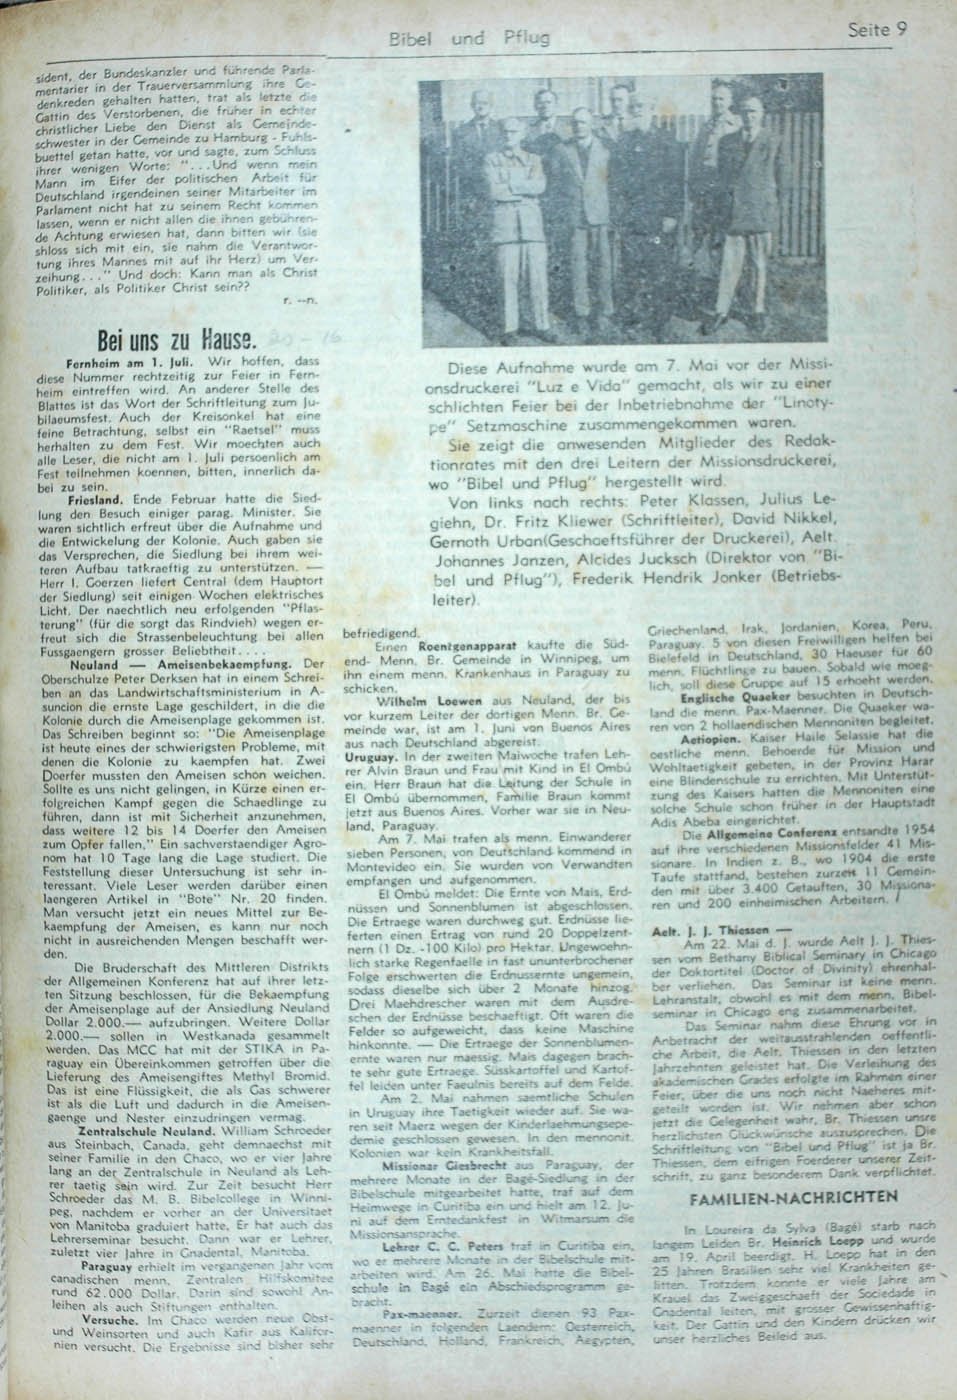 Bibel und Pflug
Seite 9
sident, der Bundeskanzler und führende Parla-
mentarier in der Trauerversammlung ihre Ge-
denkreden gehalten hatten, trat als letzte die
Gattin des Verstorbenen, die früher in echter
christlicher Liebe den Dienst als Gemeinde-
schwester in der Gemeinde zu Hamburg - Fuhls-
buettel getan hatte, vor und sagte, zum Schluss
ihrer wenigen Worte: "...Und wenn mein
Mann im Eifer der politischen Arbeit für
Deutschland irgendeinen seiner Mitarbeiter im
Parlament nicht hat zu seinem Recht kommen
lassen, wenn er nicht allen die ihnen gebühren-
de Achtung erwiesen hat, dann bitten wir (sie
shloss sich mit ein, sie nahm die Verantwor-
tung ihres Mannes mit auf ihr Herz) um Ver-
zeihung..." Und doch: Kann man als Christ
Politiker, als Politiker Christ sein??
r. --n.
Bei uns zu Hause.
Fernheim am 1. Juli. Wir hoffen, dass
diese Nummer rechtzeitig zur Feier in Fern-
heim eintreffen wird. An anderer Stelle des
Blattes ist das Wort der Schriftleitung zum Ju-
bilaeumsfest. Auch der Kreisonkel hat eine
feine Betrachtung, selbst ein "Raetsel" muss
herhalten zu dem Fest. Wir moechten auch
alle Leser, die nicht am 1. Juli persoenlich am
Fest teilnehmen koennen, bitten, innerlich da-
bei zu sein.
Friesland. Ende Februar hatte die Sied-
lung den Besuch einiger parag. Minister. Sie
waren sichtlich erfreut über die Aufnahme und
die Entwickelung der Kolonie. Auch gaben sie
das Versprechen, die Siedlung bei ihrem wei-
teren Aufbau tatkraeftig zu unterstützen. —
Herr I. Goerzen liefert Central (dem Hauptort
der Siedlung) seit einigen Wochen elektrisches
Licht. Der naechtlich neu erfolgenden "Pflas-
terung" (für die sorgt das Rindvieh) wegen er-
freut sich die Strassenbeleuchtung bei allen
Fussgaengern grosser Beliebtheit....
Neuland — Ameisenbekaempfung. Der
Oberschulze Peter Derksen hat in einem Schrei-
ben an das Landwirtschaftsministerium in A-
suncion die ernste Lage geschildert, in die die
Kolonie durch die Ameisenplage gekommen ist.
Das Schreiben beginnt so: "Die Ameisenplage
ist heute eines der schwierigsten Probleme, mit
denen die Kolonie zu kaempfen hat. Zwei
Doerfer mussten den Ameisen schon weichen.
Sollte es uns nicht gelingen, in Kürze einen er-
folgreichen Kampf gegen die Schaedlinge zu
führen, dann ist mit Sicherheit anzunehmen,
dass weitere 12 bis 14 Doerfer den Ameisen
zum Opfer fallen." Ein sachverstaendiger Agro-
nom hat 10 Tage lang die Lage studiert. Die
Feststellung dieser Untersuchung ist sehr in-
teressant. Viele Leser werden darüber einen
laengeren Artikel in "Bote" Nr. 20 finden.
Man versucht jetzt ein neues Mittel zur Be-
kaempfung der Ameisen, es kann nur noch
nicht in ausreichenden Mengen beschafft wer-
den.
Die Bruderschaft des Mittleren Distrikts
der Allgemeinen Konferenz hat auf ihrer letz-
ten Sitzung beschlossen, für die Bekaempfung
der Ameisenplage auf der Ansiedlung Neuland
Dollar 2.000.— aufzubringen. Weitere Dollar
2.000.— sollen in Westkanada gesammelt
werden. Das MCC hat mit der STIKA in Pa-
raguay ein Übereinkommen getroffen über die
Lieferung des Ameisengiftes Methyl Bromid.
Das ist eine Flüssigkeit, die als Gas schwerer
ist als die Luft und dadurch in die Ameisen-
gaenge und Nester einzudringen vermag.
Zentralschule Neuland. William Schroeder
aus Steinbach, Canada, geht demnaechst mit
seiner Familie in den Chaco, wo er vier Jahre
lang an der Zentralschule in Neuland als Leh-
rer taetig sein wird. Zur Zeit besucht Herr
Schroeder das M. B. Bibelcollege in Winni-
peg, nachdem er vorher an der Universitaet
von Manitoba graduiert hatte. Er hat auch das
Lehrerseminar besucht. Dann war er Lehrer,
zuletzt vier Jahre in Gnadental, Manitoba.
Paraguay erhielt im vergangenen Jahr vom
canadischen menn. Zentralen Hilfskomitee
rund 62.000 Dollar. Darin sind sowohl An-
leihen als auch Stiftungen enthalten.
Versuche. Im Chaco werden neue Obst-
und Weinsorten und auch Kafir aus Kalifor-
nien versucht. Die Ergebnisse sind bisher sehr
Diese Aufnahme wurde am 7. Mai vor der Missi-
onsdruckerei "Luz e Vida" gemacht, als wir zu einer
schlichten Feier bei der Inbetriebnahme der "Linoty-
pe" Setzmaschine zusammengekommen waren.
Sie zeigt die anwesenden Mitglieder des Redak-
tionrates mit den drei Leitern der Missionsdruckerei,
wo "Bibel und Pflug" hergestellt wird.
Von links nach rechts: Peter Klassen, Julius Le-
giehn, Dr. Fritz Kliewer (Schriftleiter), David Nikkel,
Gernoth Urban(Geschaeftsführer der Druckerei), Aelt.
Johannes Janzen, Alcides Jucksch (Direktor von "Bi-
bel und Pflug"), Frederik Hendrik Jonker (Betriebs-
leiter).
befriedigend.
Einen Roentgenapparat kaufte die Süd-
end- Menn. Br. Gemeinde in Winnipeg, um
ihn einem menn. Krankenhaus in Paraguay zu
schicken.
Wilhelm Loewen aus Neuland, der bis
vor kurzem Leiter der dortigen Menn. Br. Ge-
meinde war, ist am 1. Juni von Buenos Aires
aus nach Deutschland abgereist.
Uruguay. In der zweiten Maiwoche trafen Leh-
rer Alvin Braun und Frau mit Kind in El Ombú
ein. Herr Braun hat die Leitung der Schule in
El Ombú übernommen, Familie Braun kommt
jetzt aus Buenos Aires. Vorher war sie in Neu-
land, Paraguay.
Am 7. Mai trafen als menn. Einwanderer
sieben Personen, von Deutschland kommend in
Montevideo ein. Sie wurden von Verwandten
empfangen und aufgenommen.
El Ombú meldet: Die Ernte von Mais, Erd-
nüssen und Sonnenblumen ist abgeschlossen.
Die Ertraege waren durchweg gut. Erdnüsse lie-
ferten einen Ertrag von rund 20 Doppelzent-
nern (1 Dz. -100 Kilo) pro Hektar. Ungewoehn-
lich starke Regenfaelle in fast ununterbrochener
Folge erschwerten die Erdnussernte ungemein,
sodass dieselbe sich über 2 Monate hinzog.
Drei Maehdrescher waren mit dem Ausdre-
schen der Erdnüsse beschaeftigt. Oft waren die
Felder so aufgeweicht, dass keine Maschine
hinkonnte. — Die Ertraege der Sonnenblumen-
ernte waren nur maessig. Mais dagegen brach-
te sehr gute Ertraege. Süsskartoffel und Kartof-
fel leiden unter Faeulnis bereits auf dem Felde.
Am 2. Mai nahmen saemtliche Schulen
in Uruguay ihre Taetigkeit wieder auf. Sie wa-
ren seit Maerz wegen der Kinderlaehmungsepe-
demie geschlossen gewesen. In den mennonit.
Kolonien war kein Krankheitsfall.
Missionar Giesbrecht aus Paraguay, der
mehrere Monate in der Bagé-Siedlung in der
Bibelschule mitgearbeitet hatte, traf auf dem
Heimwege in Curitiba ein und hielt am 12. Ju-
ni auf dem Erntedankfest in Witmarsum die
Missionsansprache.
Lehrer C. C. Peters traf in Curitiba ein,
wo er mehrere Monate in der Bibelschule mit-
arbeiten wird. Am 26. Mai hatte die Bibel-
schule in Bagé ein Abschiedsprogramm ge-
bracht.
Pax-maenner. Zurzeit dienen 93 Pax-
maenner in folgenden Laendern: Oesterreich,
Deutschland, Holland, Frankreich, Aegypten,
Griechenland, Irak, Jordanien, Korea, Peru,
Paraguay. 5 von diesen Freiwilligen helfen bei
Bielefeld in Deutschland, 30 Haeuser für 60
menn. Flüchtlinge zu bauen. Sobald wie moeg-
lich, soll diese Gruppe auf 15 erhoeht werden.
Englische Quaeker besuchten in Deutsch-
land die menn. Pax-Maenner. Die Quaeker wa-
ren von 2 hollaendischen Mennoniten begleitet.
Aetiopien. Kaiser Haile Selassie hat die
oestliche menn. Behoerde für Mission und
Wohltaetigkeit gebeten, in der Provinz Harar
eine Blindenschule zu errichten. Mit Unterstüt-
zung des Kaisers hatten die Mennoniten eine
solche Schule schon früher in der Hauptstadt
Adis Abeba eingerichtet.
Die Allgemeine Conferenz entsandte 1954
auf ihre verschiedenen Missionsfelder 41 Mis-
sionare. In Indien z. B., wo 1904 die erste
Taufe stattfand, bestehen zurzeit 11 Gemein-
den mit über 3.400 Getauften, 30 Missiona-
ren und 200 einheimischen Arbeitern.
Aelt. J. J. Thiessen —
Am 22. Mai d. J. wurde Aelt J. J. Thies-
sen vom Bethany Biblical Seminary in Chicago
der Doktortitel (Doctor of Divinity) ehrenhal-
ber verliehen. Das Seminar ist keine menn.
Lehranstalt, obwohl es mit dem menn. Bibel-
seminar in Chicago eng zusammenarbeitet.
Das Seminar nahm diese Ehrung vor in
Anbetracht der weitausstrahlenden oeffentli-
che Arbeit, die Aelt. Thiessen in den letzten
Jahrzehnten geleistet hat. Die Verleihung des
akademischen Grades erfolgte im Rahmen einer
Feier, über die uns noch nicht Naeheres mit-
geteilt worden ist. Wir nehmen aber schon
jetzt die Gelegenheit wahr, Br. Thiessen unsre
herzlichsten Glückwünsche auszusprechen. Die
Schriftleitung von "Bibel und Pflug" ist ja Br.
Thiessen, dem eifrigen Foerderer unserer Zeit-
schrift, zu ganz besonderem Dank verpflichtet.
FAMILIEN-NACHRICHTEN
In Loureira da Sylva (Bagé) starb nach
langem Leiden Br. Heinrich Loepp und wurde
am 19. April beerdigt. H. Loepp hat in den
25 Jahren Brasilien sehr viel Krankheiten ge-
litten. Trotzdem konnte er viele Jahre am
Krauel das Zweiggeschaeft der Sociedade in
Gnadental leiten, mit grosser Gewissenhaftig-
keit. Der Gattin und den Kindern drücken wir
unser herzliches Beileid aus.